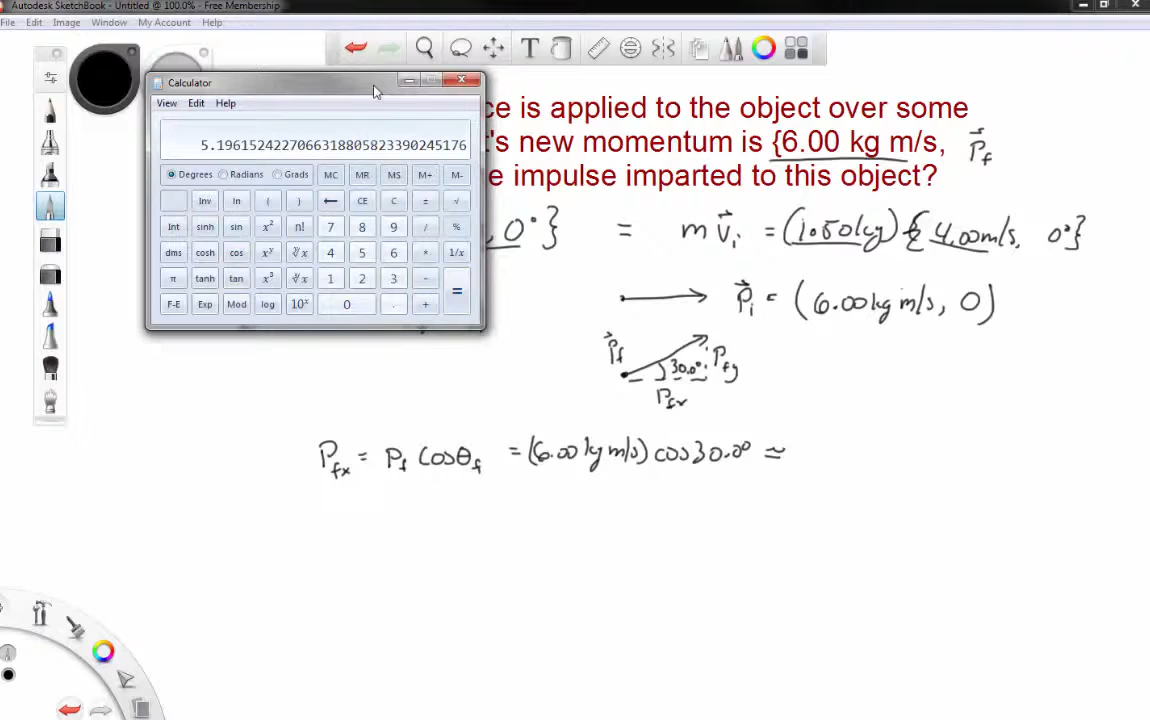 Autodesk SketchBook - Untitled @ 100.0% - Free Membership
File Edit Image Window My Account Help
Calculator
View Edit Help
5.1961524227066318805823390245176
Degrees Radians Grads MC MR MS M+ M-
Inv ln ( ) ← CE C ± √
Int sinh sin x² n! 7 8 9 / %
dms cosh cos xʸ ʸ√x 4 5 6 * 1/x
π tanh tan x³ ³√x 1 2 3 - =
F-E Exp Mod log 10ˣ 0 . +
ce is applied to the object over some
t's new momentum is {6.00 kg m/s, P⃗f
e impulse imparted to this object?
, 0°} = m v⃗i = (1.50 kg) { 4.00 m/s, 0°}
P⃗i = (6.00 kg m/s, 0)
P⃗f 30.0° Pfy
Pfx
Pfx = Pf cosθf = (6.00 kg m/s) cos 30.0° ≈